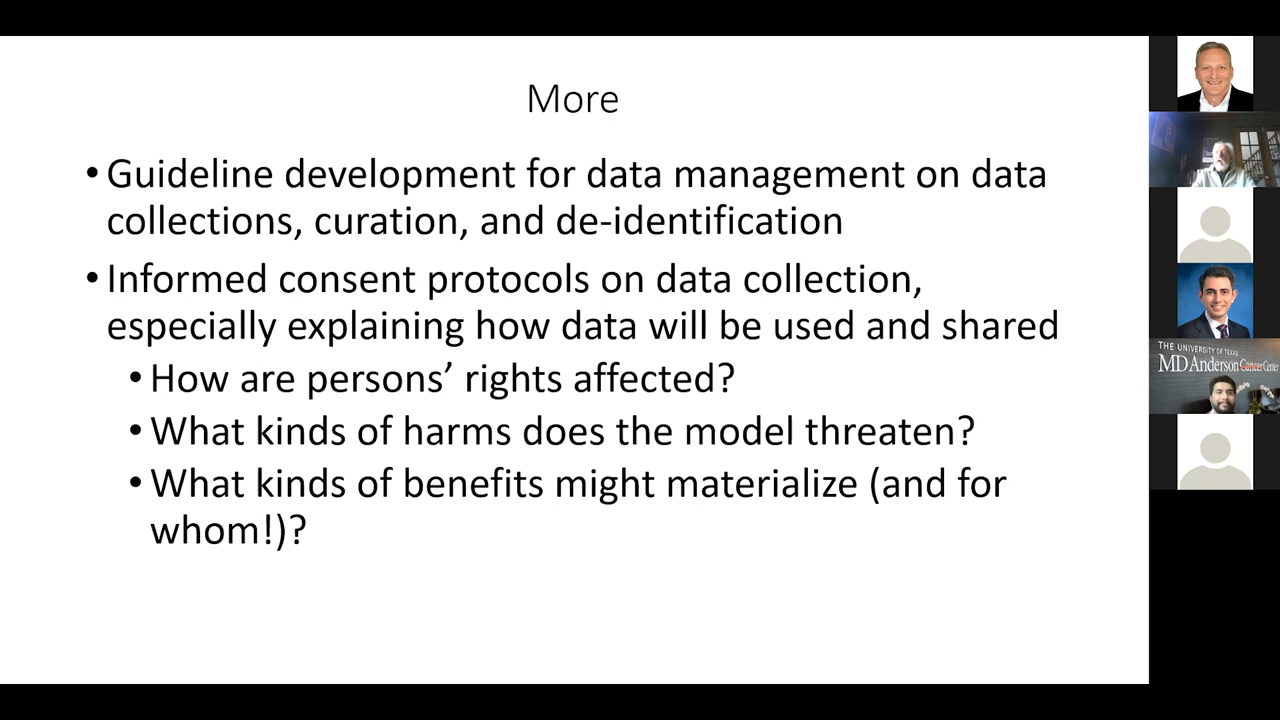 More
• Guideline development for data management on data
collections, curation, and de-identification
• Informed consent protocols on data collection,
especially explaining how data will be used and shared
• How are persons’ rights affected?
• What kinds of harms does the model threaten?
• What kinds of benefits might materialize (and for
whom!)?
THE UNIVERSITY OF TEXAS
MD Anderson Cancer Center